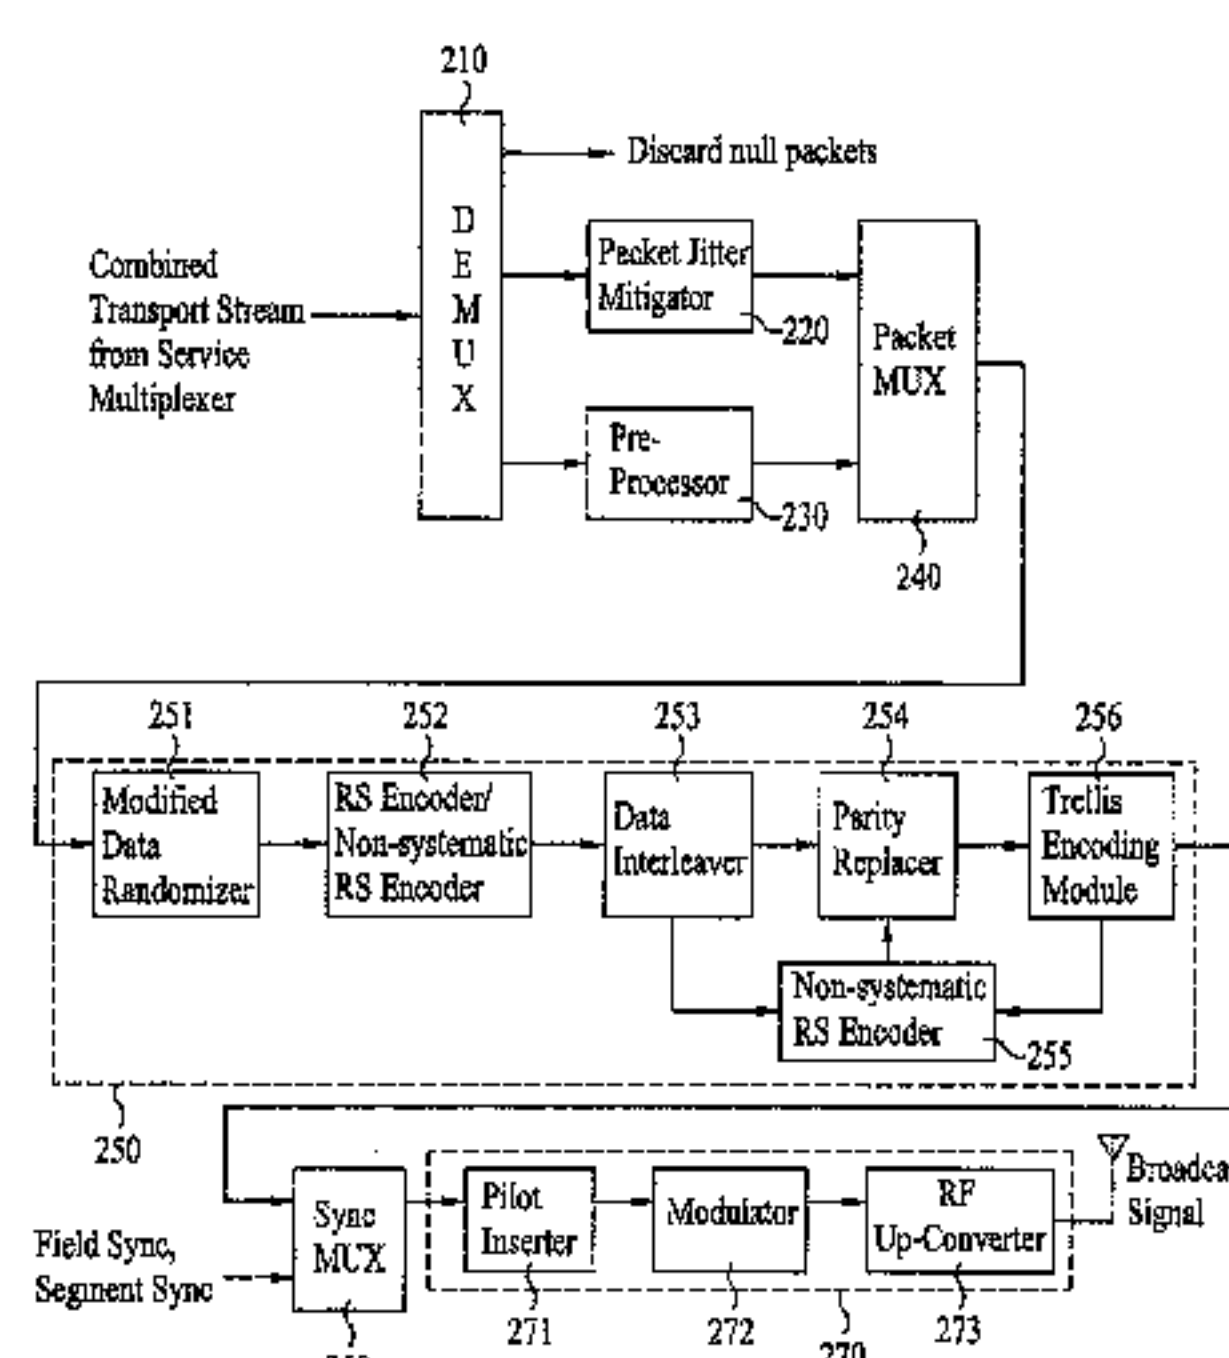 210
Discard null packets
D
E
M
U
X
Combined
Transport Stream
from Service
Multiplexer
Packet Jitter
Mitigator
220
Packet
MUX
Pre-
Processor
230
240
251
252
253
254
256
Modified
Data
Randomizer
RS Encoder/
Non-systematic
RS Encoder
Data
Interleaver
Parity
Replacer
Trellis
Encoding
Module
Non-systematic
RS Encoder
255
250
Sync
MUX
Pilot
Inserter
Modulator
RF
Up-Converter
Signal
Field Sync,
Segment Sync
271
272
273
270